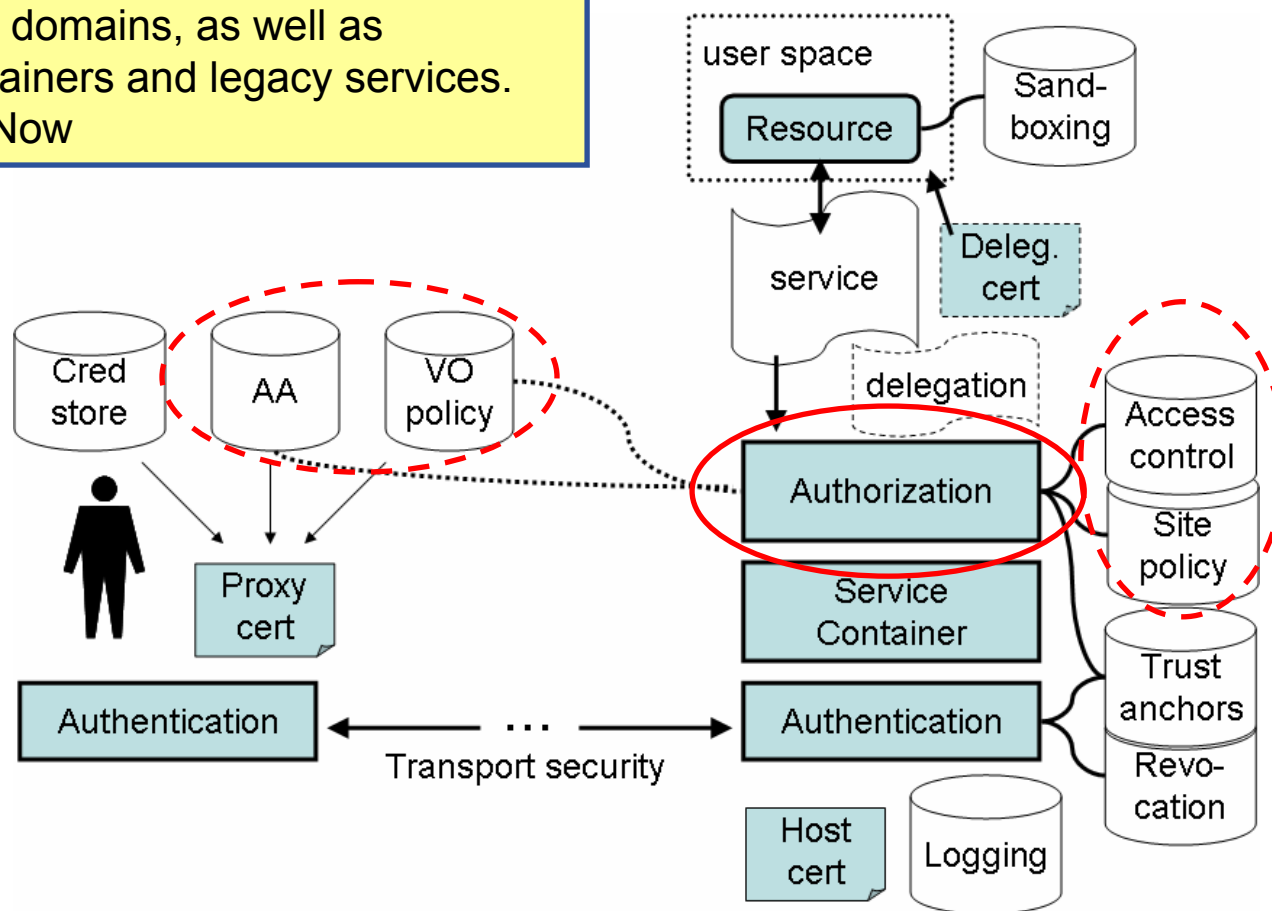 domains, as well as
ainers and legacy services.
Now
user space
Resource
Sand-
boxing
service
Deleg.
cert
delegation
Cred
store
AA
VO
policy
Authorization
Access
control
Site
policy
Proxy
cert
Service
Container
Trust
anchors
Authentication
...
Transport security
Authentication
Revo-
cation
Host
cert
Logging